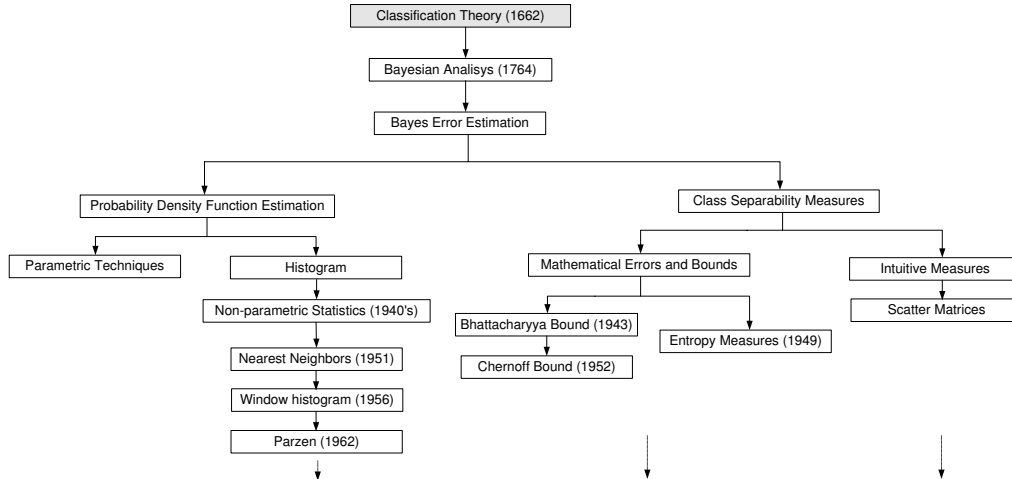 Classification Theory (1662)
Bayesian Analisys (1764)
Bayes Error Estimation
Probability Density Function Estimation
Class Separability Measures
Parametric Techniques
Histogram
Mathematical Errors and Bounds
Intuitive Measures
Non-parametric Statistics (1940's)
Scatter Matrices
Bhattacharyya Bound (1943)
Entropy Measures (1949)
Nearest Neighbors (1951)
Chernoff Bound (1952)
Window histogram (1956)
Parzen (1962)